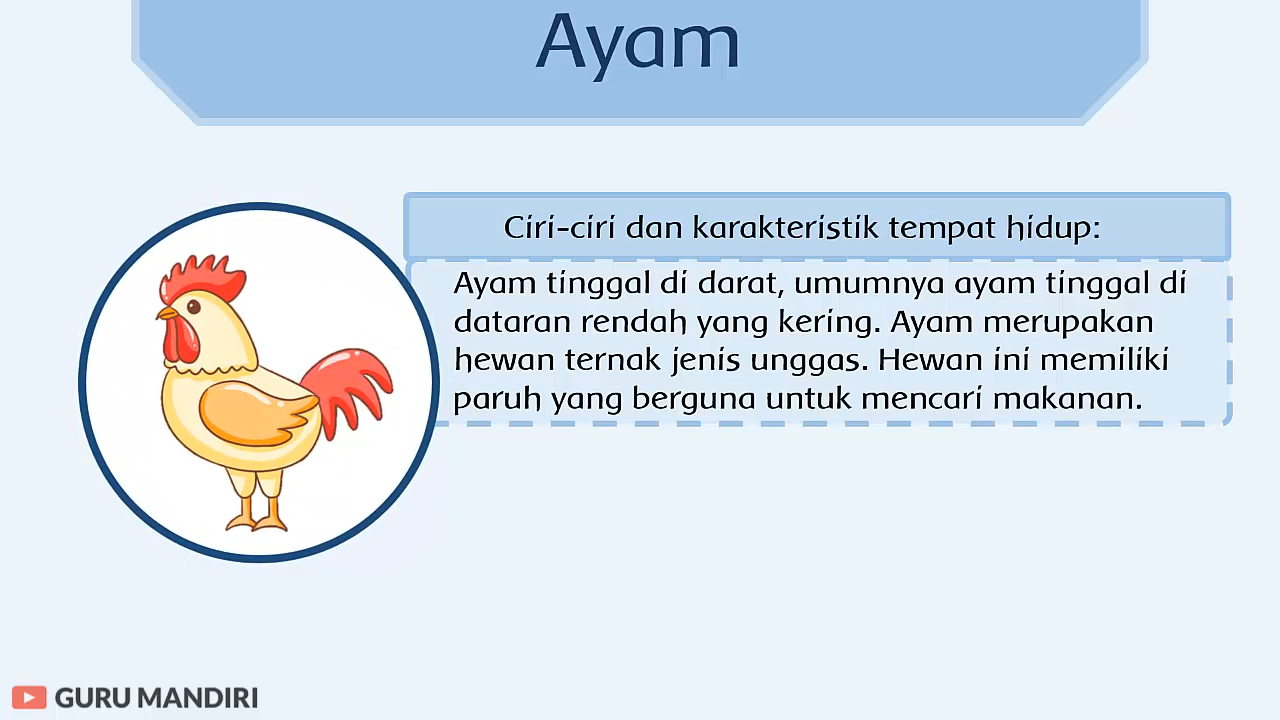 Ayam
Ciri-ciri dan karakteristik tempat hidup:
Ayam tinggal di darat, umumnya ayam tinggal di
dataran rendah yang kering. Ayam merupakan
hewan ternak jenis unggas. Hewan ini memiliki
paruh yang berguna untuk mencari makanan.
GURU MANDIRI